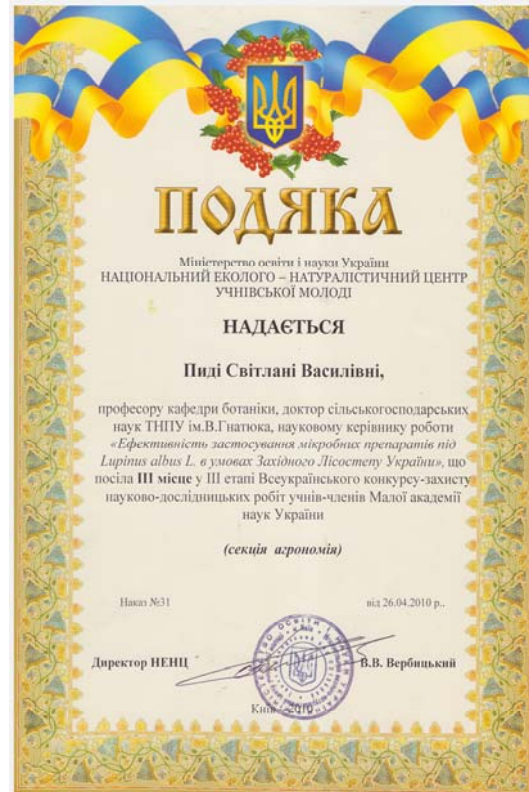 ПОДЯКА
Міністерство освіти і науки України
НАЦІОНАЛЬНИЙ ЕКОЛОГО – НАТУРАЛІСТИЧНИЙ ЦЕНТР
УЧНІВСЬКОЇ МОЛОДІ
НАДАЄТЬСЯ
Пиді Світлані Василівні,
професору кафедри ботаніки, доктор сільськогосподарських
наук ТНПУ ім.В.Гнатюка, науковому керівнику роботи
«Ефективність застосування мікробних препаратів під
Lupinus albus L. в умовах Західного Лісостепу України», що
посіла ІІІ місце у ІІІ етапі Всеукраїнського конкурсу-захисту
науково-дослідницьких робіт учнів-членів Малої академії
наук України
(секція агрономія)
Наказ №31 від 26.04.2010 р..
Директор НЕНЦ В.В. Вербицький
Київ – 2010